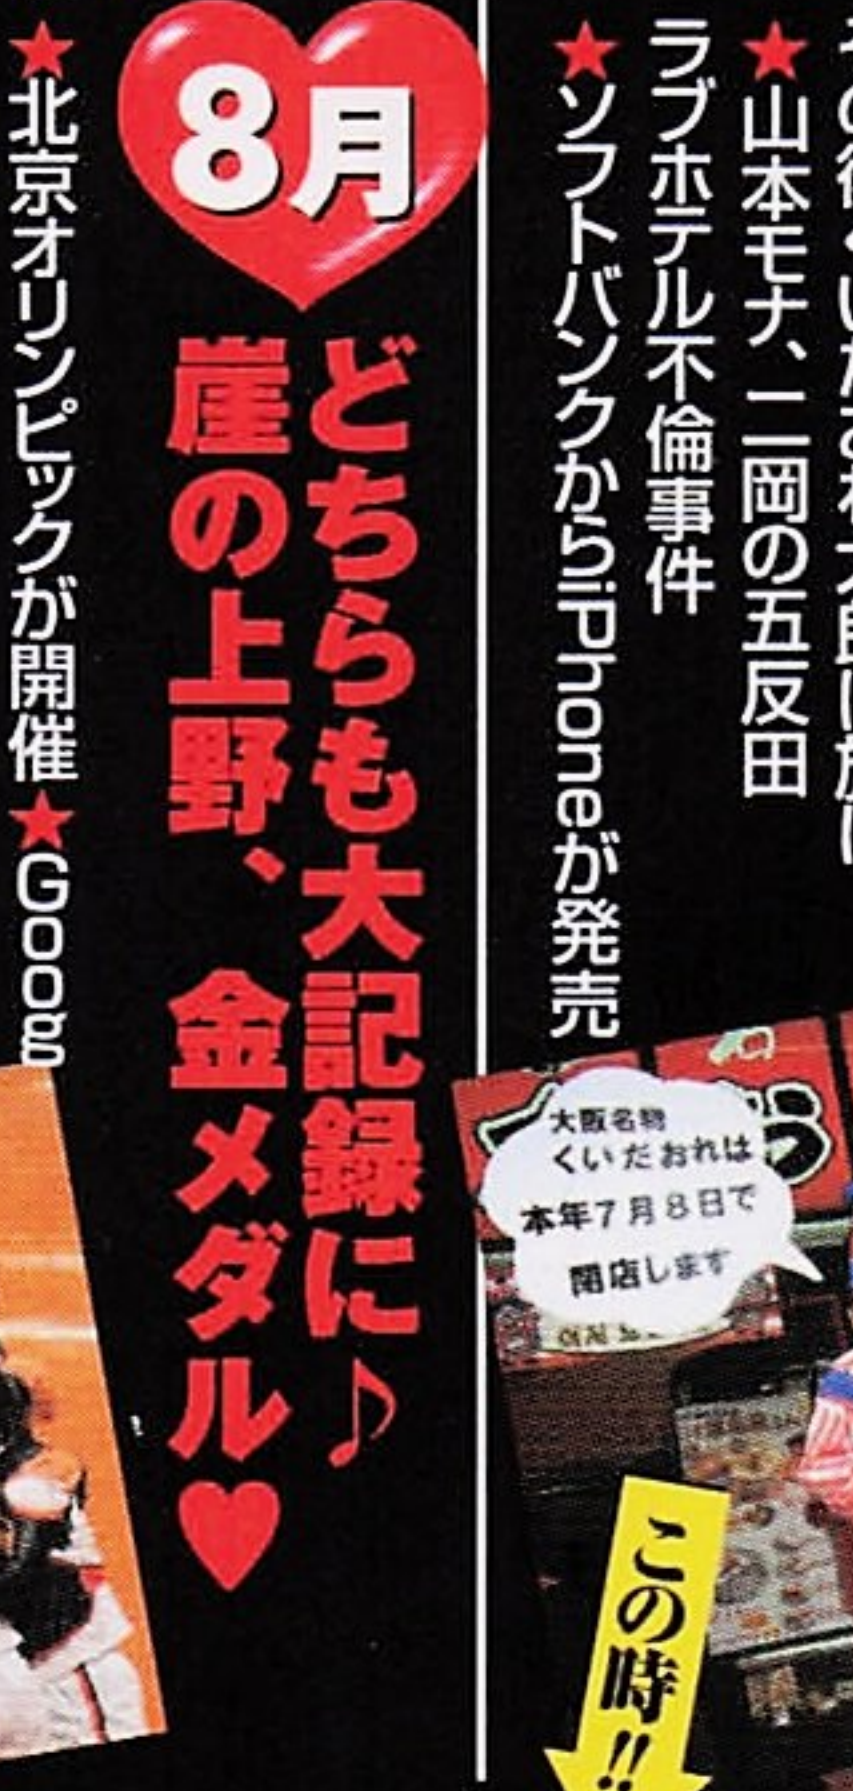 ★山本モナ、二岡の五反田
ラブホテル不倫事件
★ソフトバンクからiPhoneが発売
大阪名物
くいだおれは
本年7月8日で
閉店します
この時!!
8月
どちらも大記録に♪
崖の上野、金メダル♥
★北京オリンピックが開催★Goog